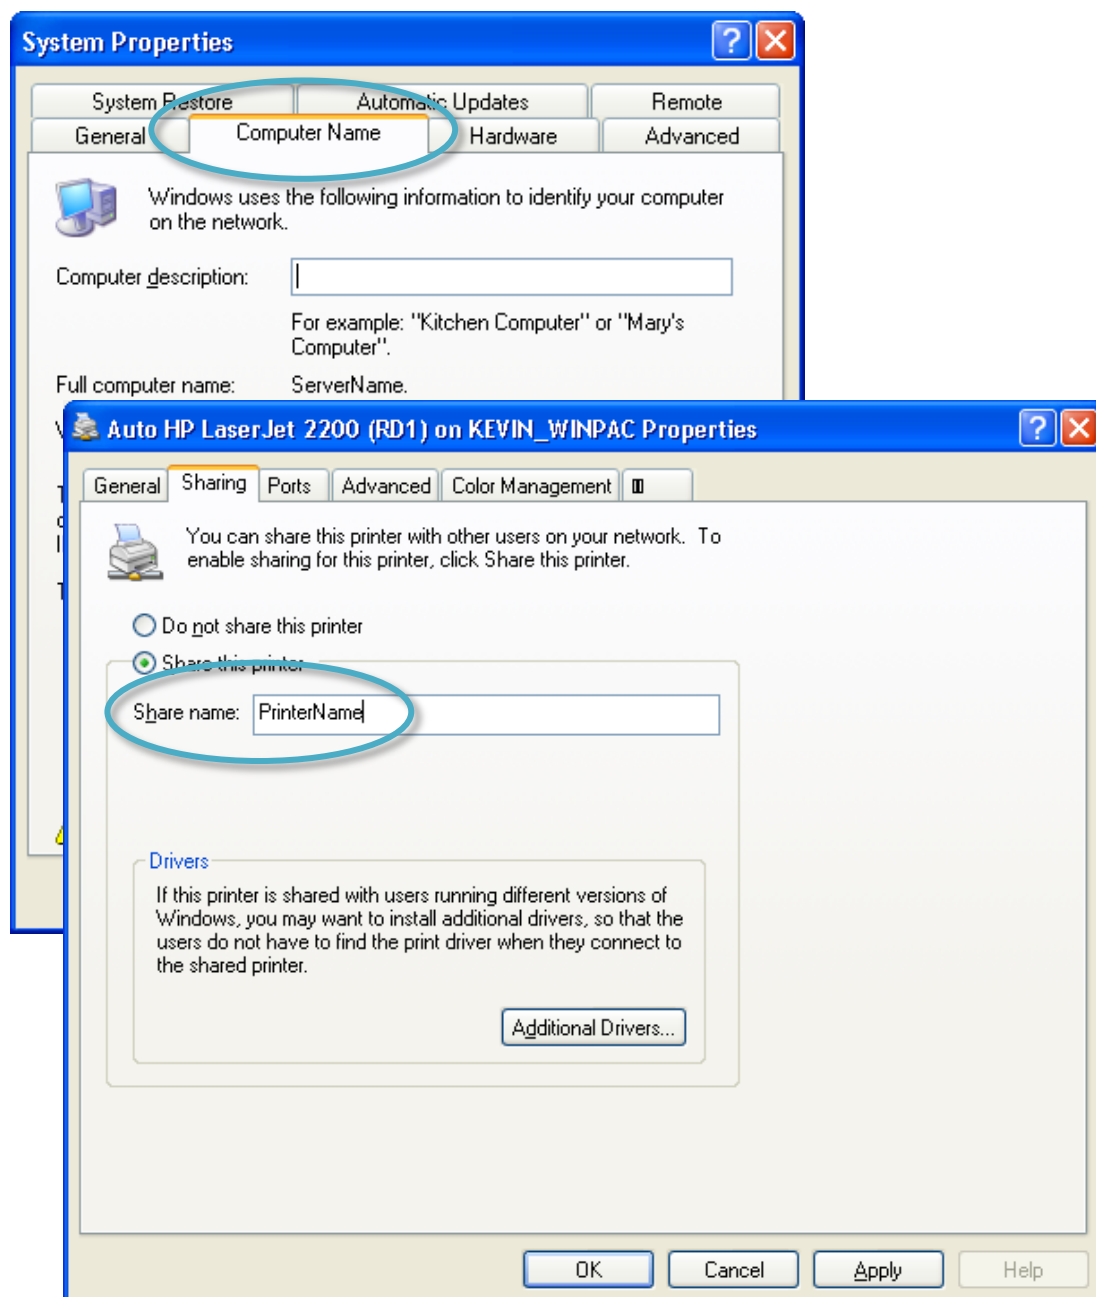 System Properties
System Restore
Automatic Updates
Remote
General
Computer Name
Hardware
Advanced
Windows uses the following information to identify your computer
on the network.
Computer description:
For example: "Kitchen Computer" or "Mary's
Computer".
Full computer name:
ServerName.
Auto HP LaserJet 2200 (RD1) on KEVIN_WINPAC Properties
General
Sharing
Ports
Advanced
Color Management
You can share this printer with other users on your network. To
enable sharing for this printer, click Share this printer.
Do not share this printer
Share this printer
Share name:
PrinterName
Drivers
If this printer is shared with users running different versions of
Windows, you may want to install additional drivers, so that the
users do not have to find the print driver when they connect to
the shared printer.
Additional Drivers...
OK
Cancel
Apply
Help